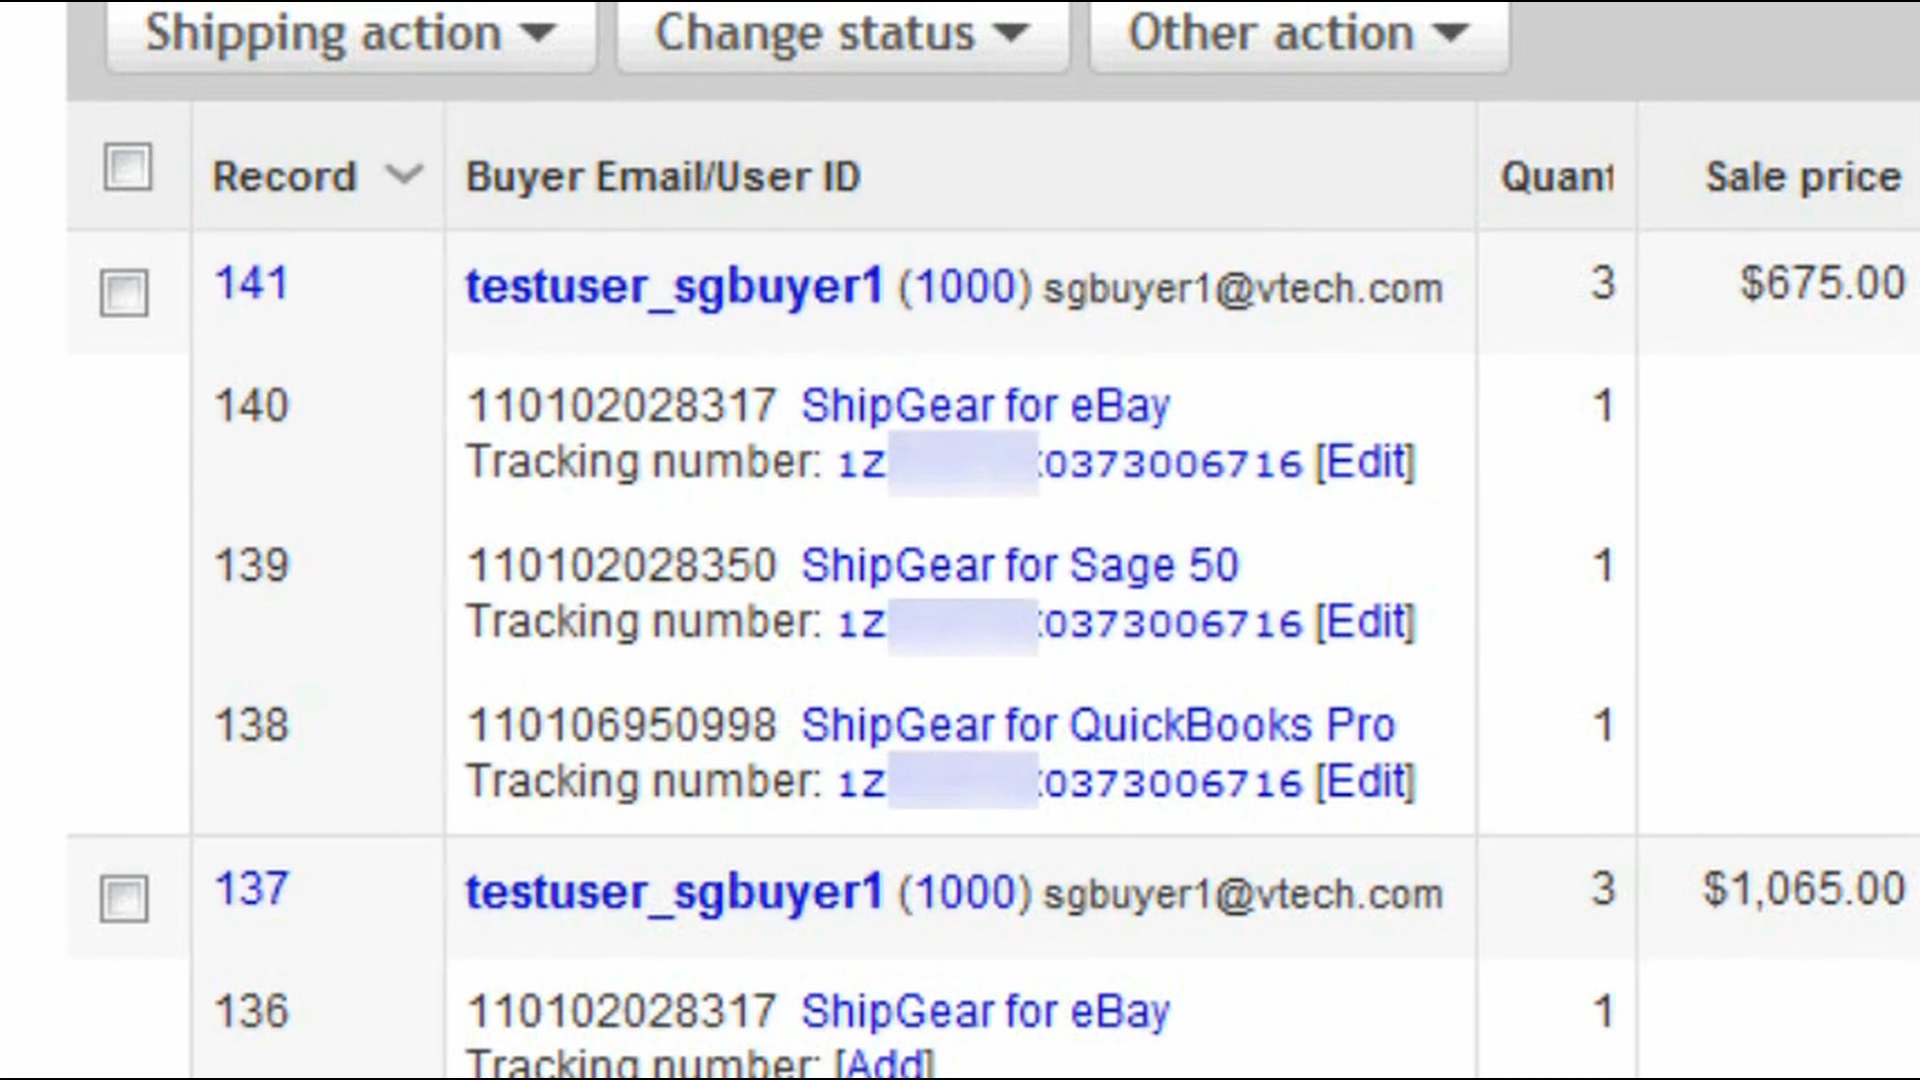 Shipping action Change status Other action
Record Buyer Email/User ID Quant Sale price
141 testuser_sgbuyer1 (1000) sgbuyer1@vtech.com 3 $675.00
140 110102028317 ShipGear for eBay 1
Tracking number: 1Z 0373006716 [Edit]
139 110102028350 ShipGear for Sage 50 1
Tracking number: 1Z 0373006716 [Edit]
138 110106950998 ShipGear for QuickBooks Pro 1
Tracking number: 1Z 0373006716 [Edit]
137 testuser_sgbuyer1 (1000) sgbuyer1@vtech.com 3 $1,065.00
136 110102028317 ShipGear for eBay 1
Tracking number: [Add]